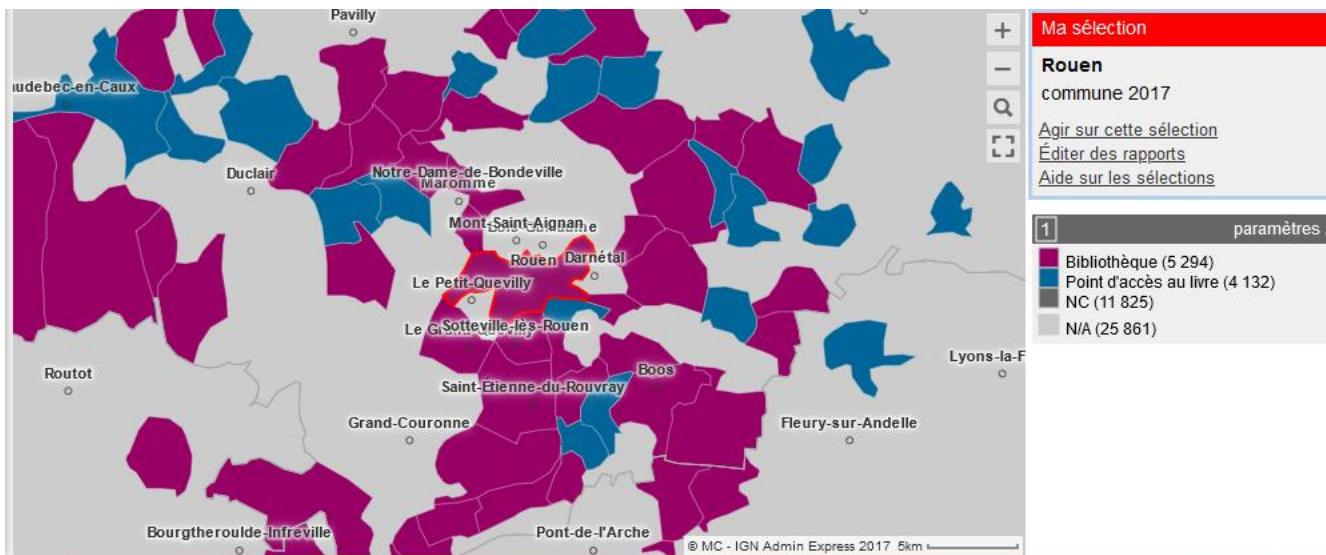 Pavilly
udebec-en-Caux
Duclair
Notre-Dame-de-Bondeville
Maromme
Mont-Saint-Aignan
Rouen
Darnétal
Le Petit-Quevilly
Sotteville-lès-Rouen
Le Grand-Quevilly
Routot
Boos
Lyons-la-F
Saint-Étienne-du-Rouvray
Grand-Couronne
Fleury-sur-Andelle
Bourgtheroulde-Infreville
Pont-de-l'Arche
© MC - IGN Admin Express 2017 5km
+
−
Ma sélection
Rouen
commune 2017
Agir sur cette sélection
Éditer des rapports
Aide sur les sélections
1 paramètres
Bibliothèque (5 294)
Point d'accès au livre (4 132)
NC (11 825)
N/A (25 861)